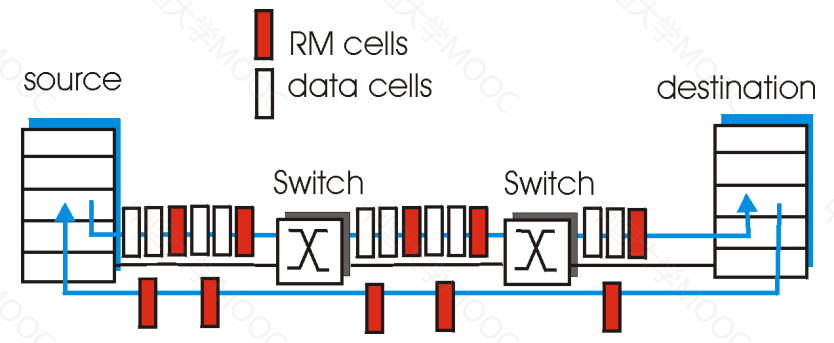 RM cells
data cells
source
destination
Switch
Switch